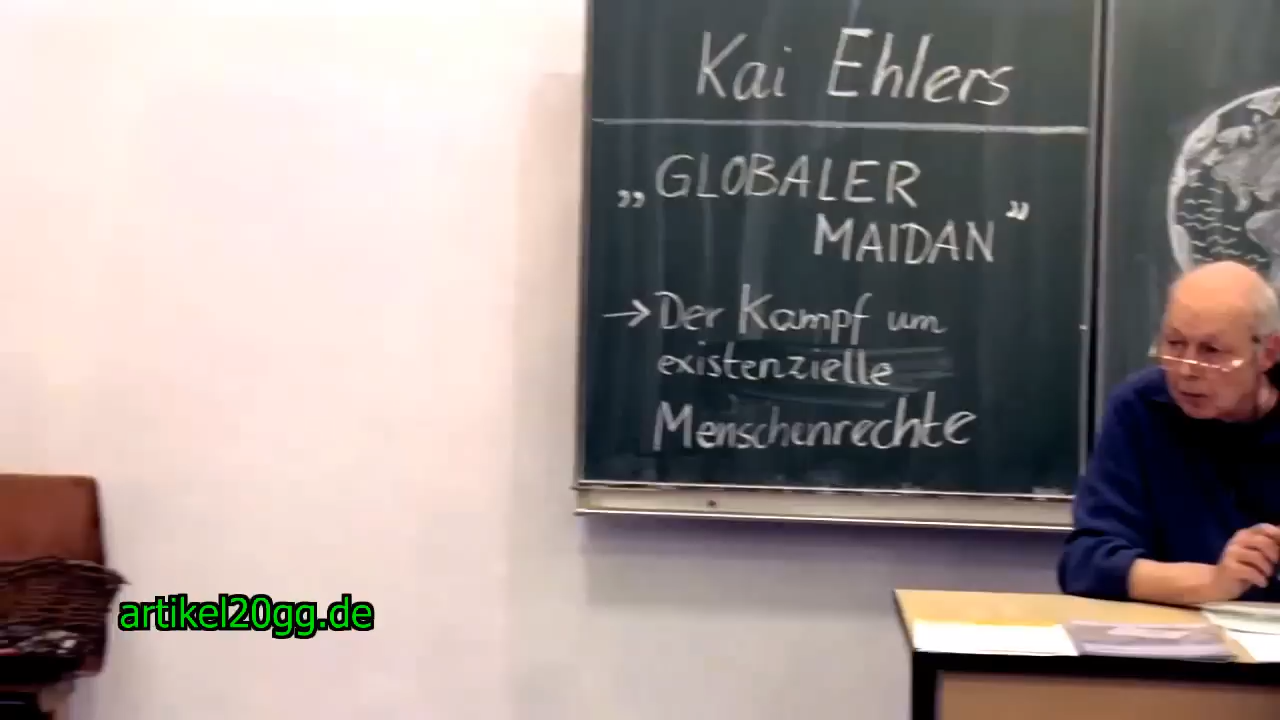 Kai Ehlers
„GLOBALER
MAIDAN”
→ Der Kampf um
existenzielle
Menschenrechte
artikel20gg.de